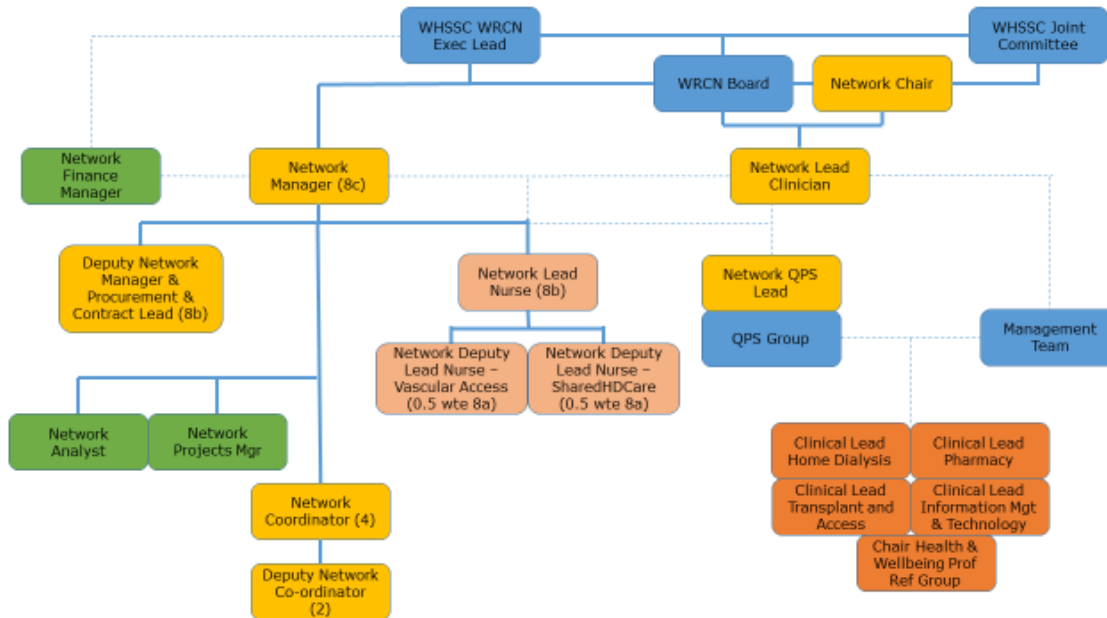 WHSSC WRCN
Exec Lead
WHSSC Joint
Committee
WRCN Board
Network Chair
Network
Finance
Manager
Network
Manager (8c)
Network Lead
Clinician
Deputy Network
Manager &
Procurement &
Contract Lead (8b)
Network Lead
Nurse (8b)
Network QPS
Lead
QPS Group
Management
Team
Network Deputy
Lead Nurse –
Vascular Access
(0.5 wte 8a)
Network Deputy
Lead Nurse –
SharedHDCare
(0.5 wte 8a)
Network
Analyst
Network
Projects Mgr
Clinical Lead
Home Dialysis
Clinical Lead
Pharmacy
Clinical Lead
Transplant and
Access
Clinical Lead
Information Mgt
& Technology
Chair Health &
Wellbeing Prof
Ref Group
Network
Coordinator (4)
Deputy Network
Co-ordinator
(2)